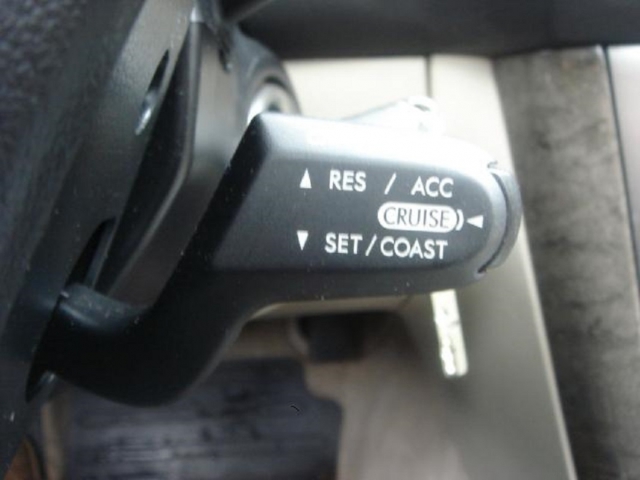 ▲ RES / ACC
CRUISE
▼ SET/COAST